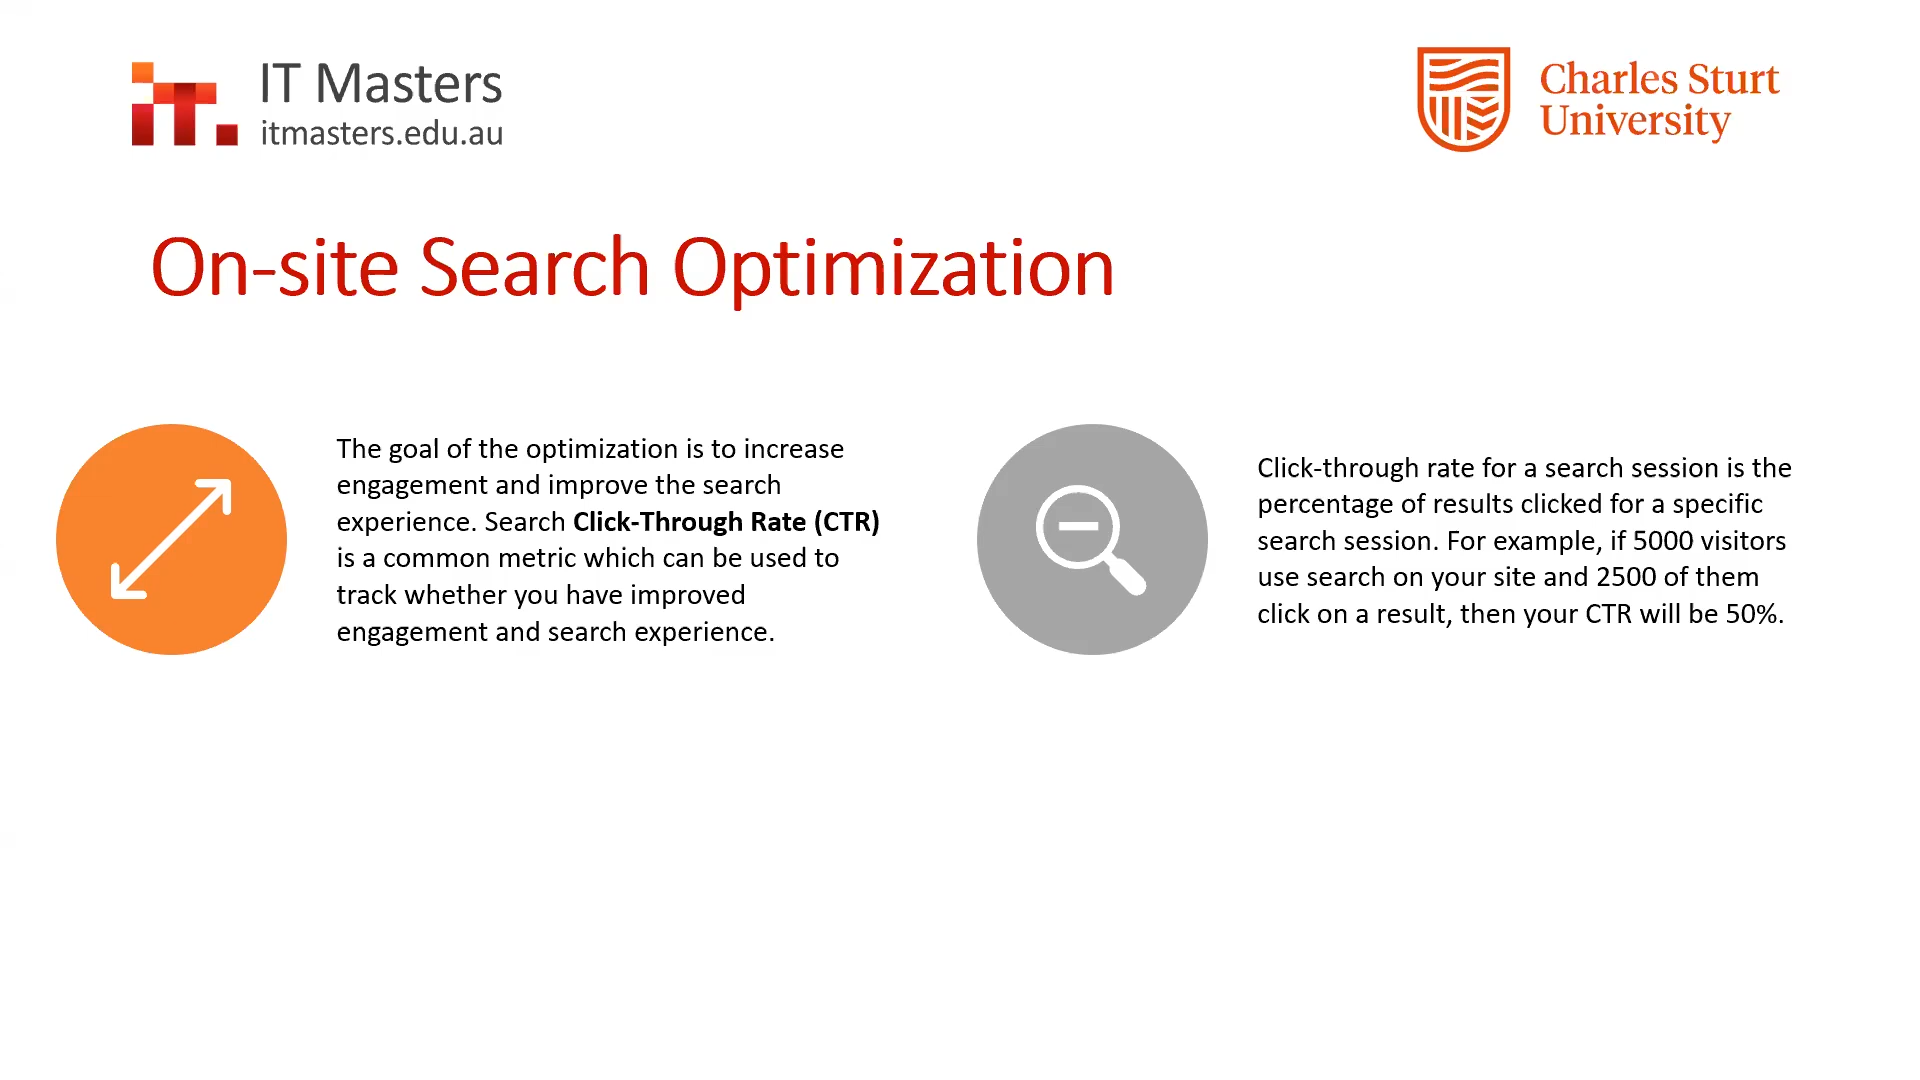 IT Masters
itmasters.edu.au
Charles Sturt
University
On-site Search Optimization
The goal of the optimization is to increase
engagement and improve the search
experience. Search Click-Through Rate (CTR)
is a common metric which can be used to
track whether you have improved
engagement and search experience.
Click-through rate for a search session is the
percentage of results clicked for a specific
search session. For example, if 5000 visitors
use search on your site and 2500 of them
click on a result, then your CTR will be 50%.